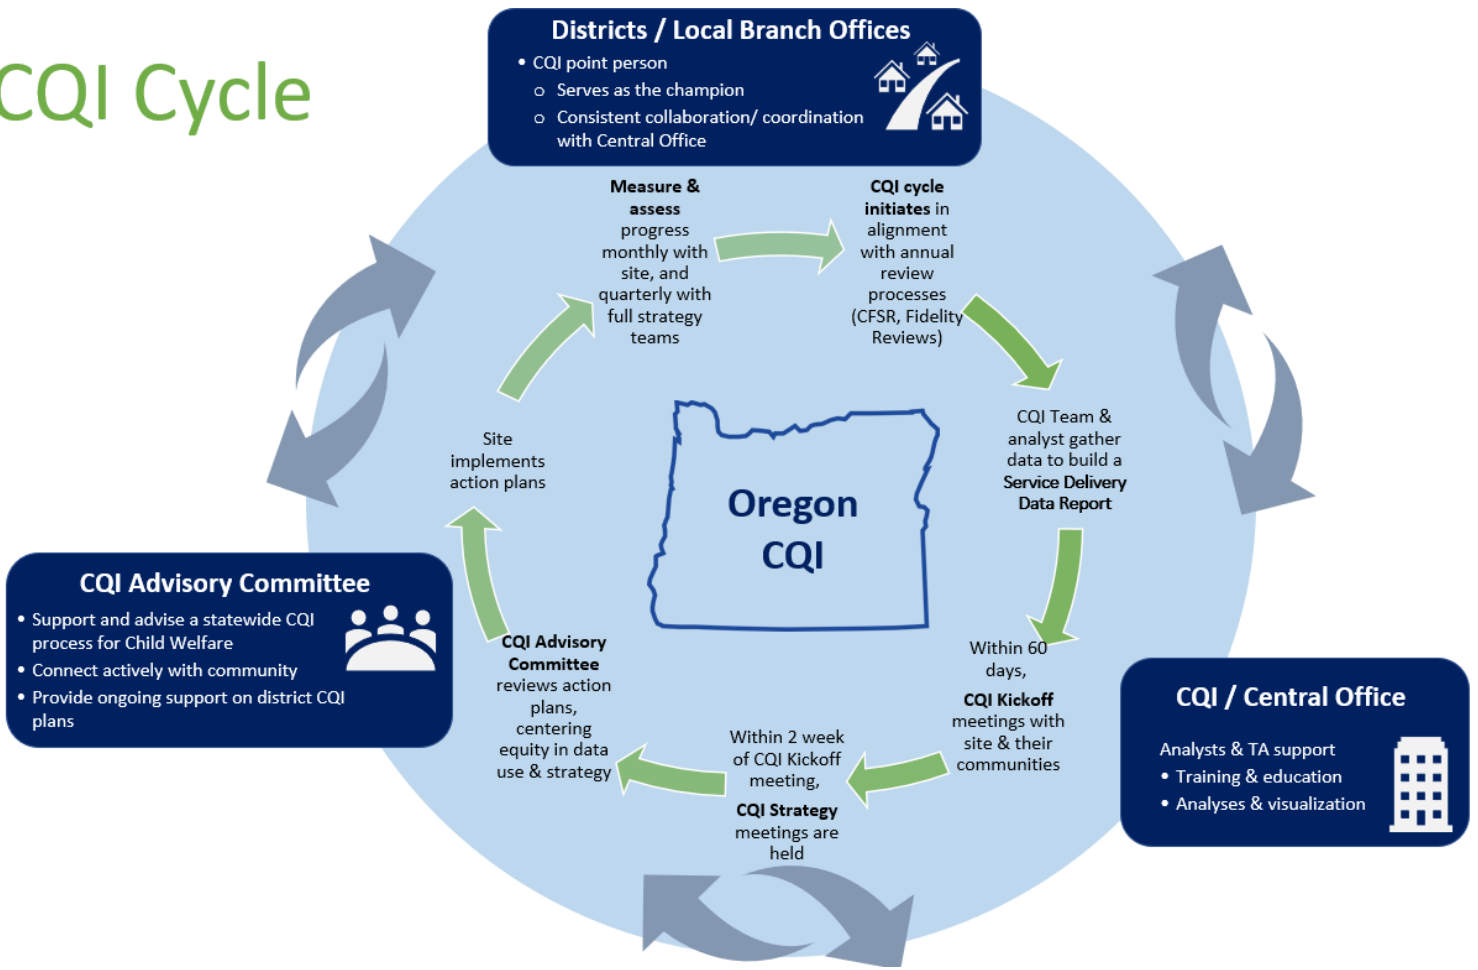 CQI Cycle
Districts / Local Branch Offices
• CQI point person
o Serves as the champion
o Consistent collaboration/ coordination
with Central Office
Measure &
assess
progress
monthly with
site, and
quarterly with
full strategy
teams
CQI cycle
initiates in
alignment
with annual
review
processes
(CFSR, Fidelity
Reviews)
CQI Team &
analyst gather
data to build a
Service Delivery
Data Report
Within 60
days,
CQI Kickoff
meetings with
site & their
communities
Within 2 week
of CQI Kickoff
meeting,
CQI Strategy
meetings are
held
CQI Advisory
Committee
reviews action
plans,
centering
equity in data
use & strategy
Site
implements
action plans
Oregon
CQI
CQI Advisory Committee
• Support and advise a statewide CQI
process for Child Welfare
• Connect actively with community
• Provide ongoing support on district CQI
plans
CQI / Central Office
Analysts & TA support
• Training & education
• Analyses & visualization